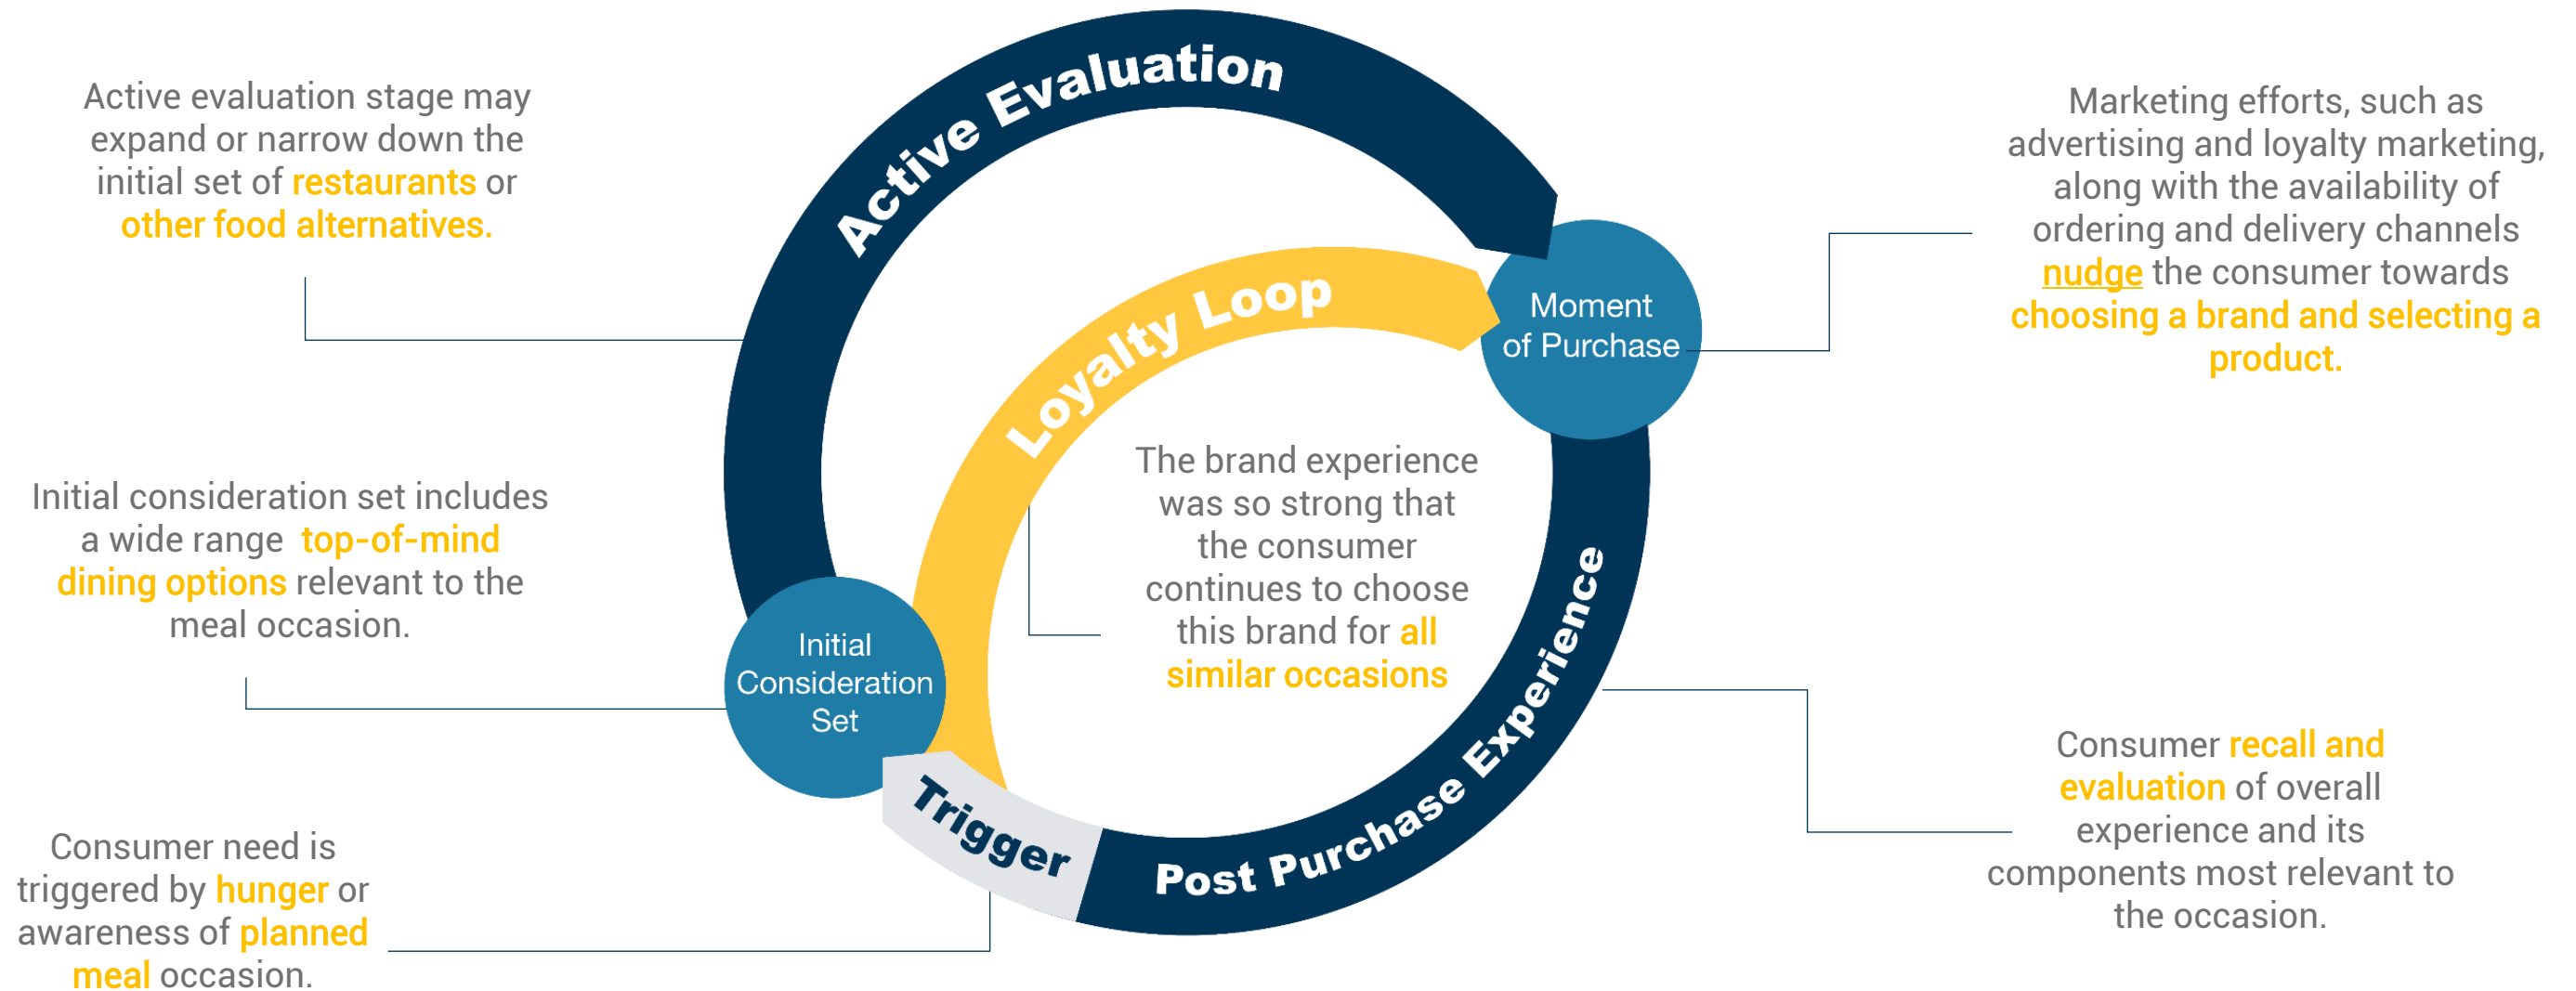 Active evaluation stage may
expand or narrow down the
initial set of restaurants or
other food alternatives.
Initial consideration set includes
a wide range top-of-mind
dining options relevant to the
meal occasion.
Consumer need is
triggered by hunger or
awareness of planned
meal occasion.
Active Evaluation
Loyalty Loop
Moment
of Purchase
The brand experience
was so strong that
the consumer
continues to choose
this brand for all
similar occasions
Initial
Consideration
Set
Trigger
Post Purchase Experience
Marketing efforts, such as
advertising and loyalty marketing,
along with the availability of
ordering and delivery channels
nudge the consumer towards
choosing a brand and selecting a
product.
Consumer recall and
evaluation of overall
experience and its
components most relevant to
the occasion.